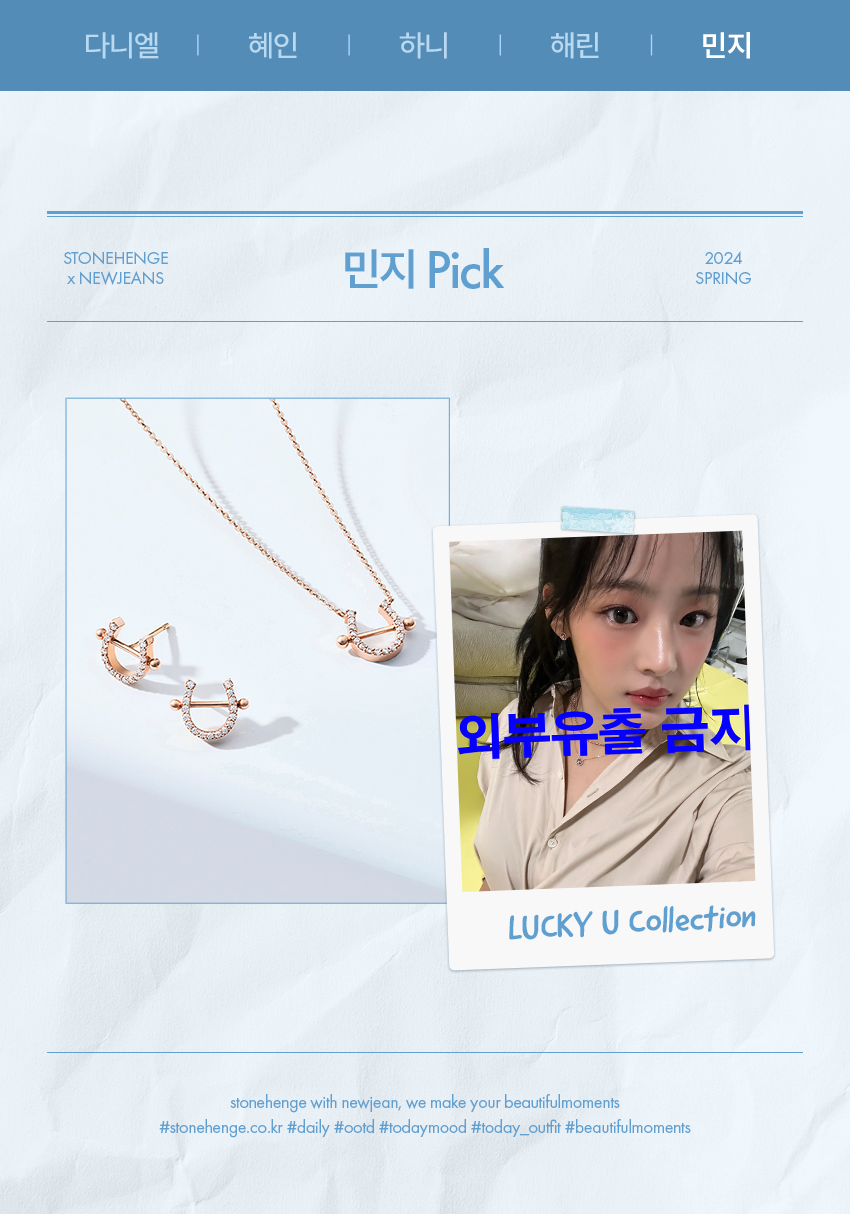 다니엘 | 혜인 | 하니 | 해린 | 민지
STONEHENGE
x NEWJEANS
민지 Pick
2024
SPRING
외부유출 금지
LUCKY U Collection
stonehenge with newjean, we make your beautifulmoments
#stonehenge.co.kr #daily #ootd #todaymood #today_outfit #beautifulmoments